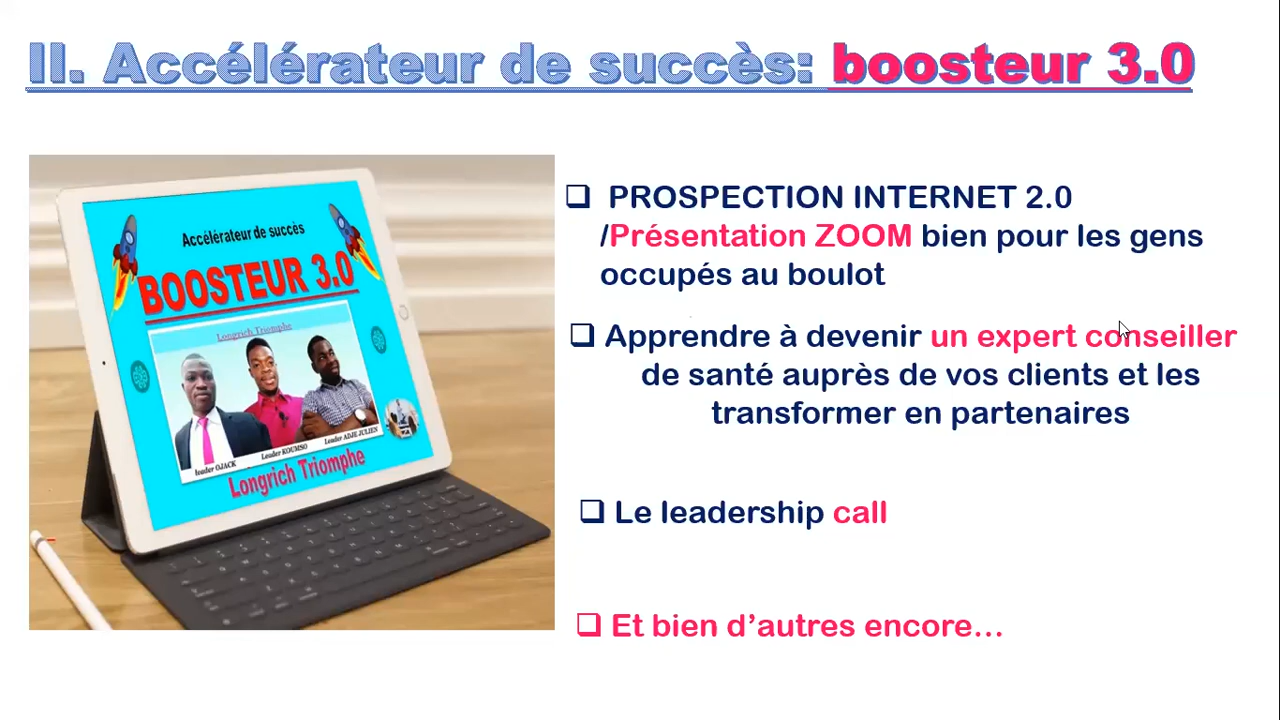 II. Accélérateur de succès: boosteur 3.0
Accélérateur de succès
BOOSTEUR 3.0
Longrich Triomphe
leader OJACK
Leader KOUMSO
Leader ADJE JULIEN
Longrich Triomphe
❑ PROSPECTION INTERNET 2.0
/Présentation ZOOM bien pour les gens
occupés au boulot
❑ Apprendre à devenir un expert conseiller
de santé auprès de vos clients et les
transformer en partenaires
❑ Le leadership call
❑ Et bien d’autres encore…